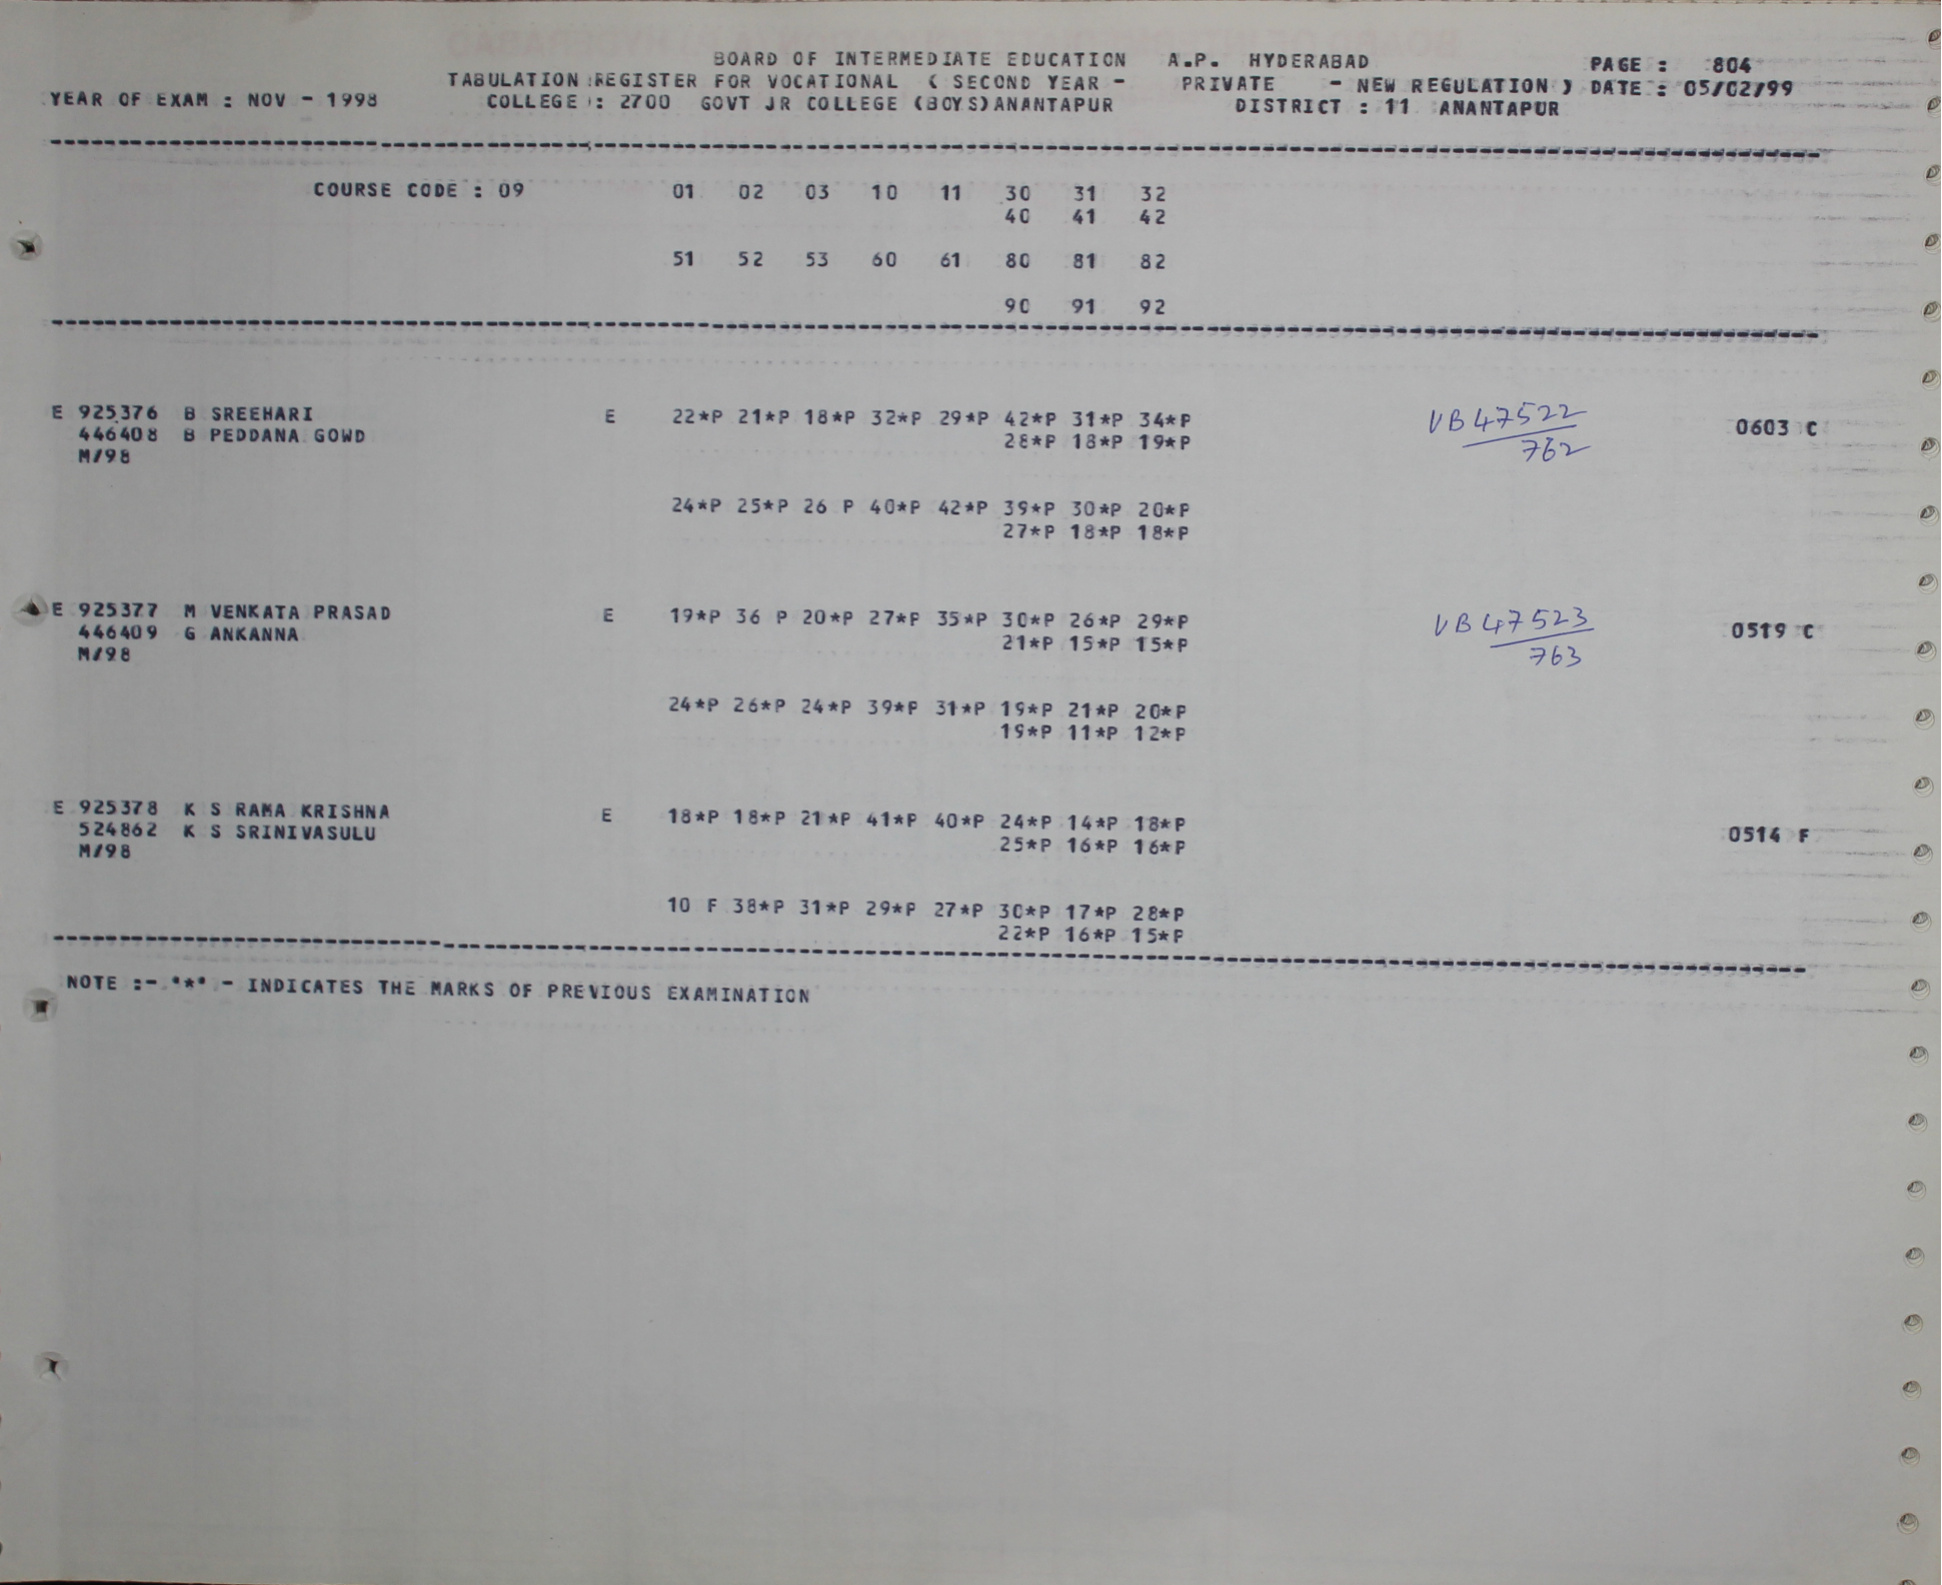 BOARD OF INTERMEDIATE EDUCATION A.P. HYDERABAD PAGE : 804
TABULATION REGISTER FOR VOCATIONAL ( SECOND YEAR - PRIVATE - NEW REGULATION ) DATE : 05/02/99
YEAR OF EXAM : NOV - 1998 COLLEGE : 2700 GOVT JR COLLEGE (BOYS)ANANTAPUR DISTRICT : 11 ANANTAPUR
COURSE CODE : 09 01 02 03 10 11 30 31 32
40 41 42
51 52 53 60 61 80 81 82
90 91 92
E 925376 B SREEHARI E 22*P 21*P 18*P 32*P 29*P 42*P 31*P 34*P VB47522 0603 C
446408 B PEDDANA GOWD 28*P 18*P 19*P 762
M/98
24*P 25*P 26 P 40*P 42*P 39*P 30*P 20*P
27*P 18*P 18*P
E 925377 M VENKATA PRASAD E 19*P 36 P 20*P 27*P 35*P 30*P 26*P 29*P VB47523 0519 C
446409 G ANKANNA 21*P 15*P 15*P 763
M/98
24*P 26*P 24*P 39*P 31*P 19*P 21*P 20*P
19*P 11*P 12*P
E 925378 K S RAMA KRISHNA E 18*P 18*P 21*P 41*P 40*P 24*P 14*P 18*P 0514 F
524862 K S SRINIVASULU 25*P 16*P 16*P
M/98
10 F 38*P 31*P 29*P 27*P 30*P 17*P 28*P
22*P 16*P 15*P
NOTE :- "*" - INDICATES THE MARKS OF PREVIOUS EXAMINATION